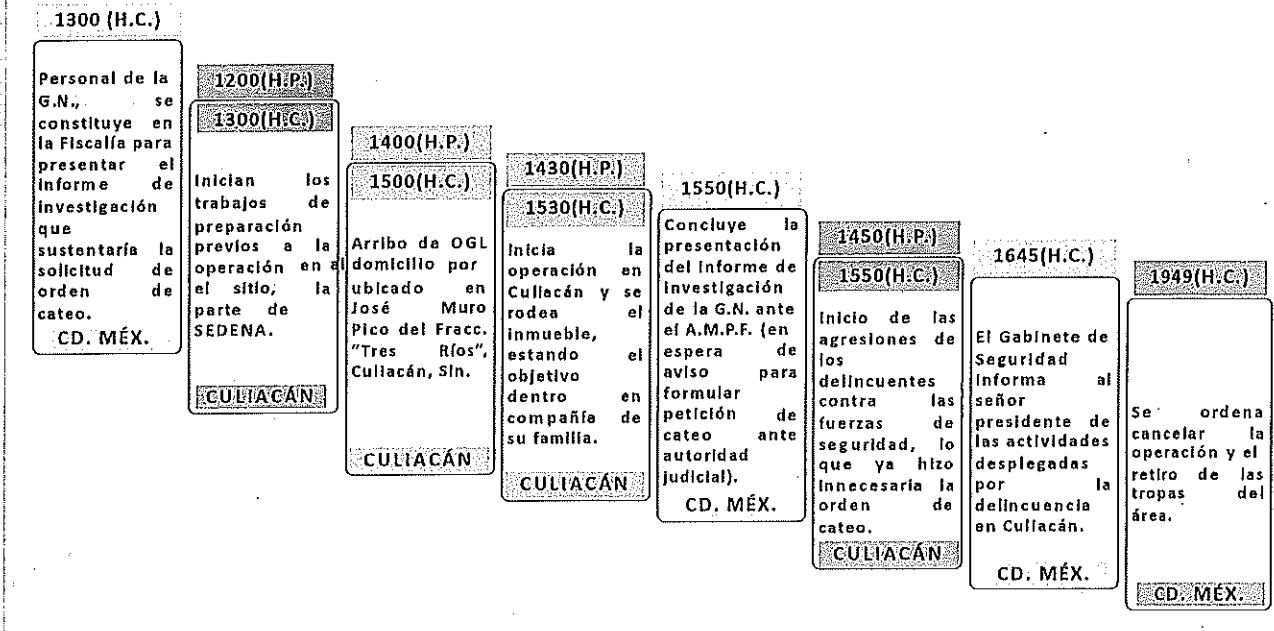 1300 (H.C.)
Personal de la
G.N., se
constituye en
la Fiscalía para
presentar el
informe de
investigación
que
sustentaría la
solicitud de
orden de
cateo.
CD. MÉX.
1200(H.P.)
1300(H.C.)
Inician los
trabajos de
preparación
previos a la
operación en
el sitio, la
parte de
SEDENA.
CULIACÁN
1400(H.P.)
1500(H.C.)
Arribo de OGL
al domicilio por
ubicado en
José Muro
Pico del Fracc.
"Tres Ríos",
Culiacán, Sin.
CULIACÁN
1430(H.P.)
1530(H.C.)
Inicia la
operación en
Culiacán y se
rodea el
inmueble,
estando el
objetivo
dentro en
compañía de
su familia.
CULIACÁN
1550(H.C.)
Concluye la
presentación
del informe de
investigación
de la G.N. ante
el A.M.P.F. (en
espera de
aviso para
formular
petición de
cateo ante
autoridad
judicial).
CD. MÉX.
1450(H.P.)
1550(H.C.)
Inicio de las
agresiones de
los
delincuentes
contra las
fuerzas de
seguridad, lo
que ya hizo
innecesaria la
orden de
cateo.
CULIACÁN
1645(H.C.)
El Gabinete de
Seguridad
informa al
señor
presidente de
las actividades
desplegadas
por la
delincuencia
en Culiacán.
CD. MÉX.
1949(H.C.)
Se ordena
cancelar la
operación y el
retiro de las
tropas del
área.
CD. MÉX.